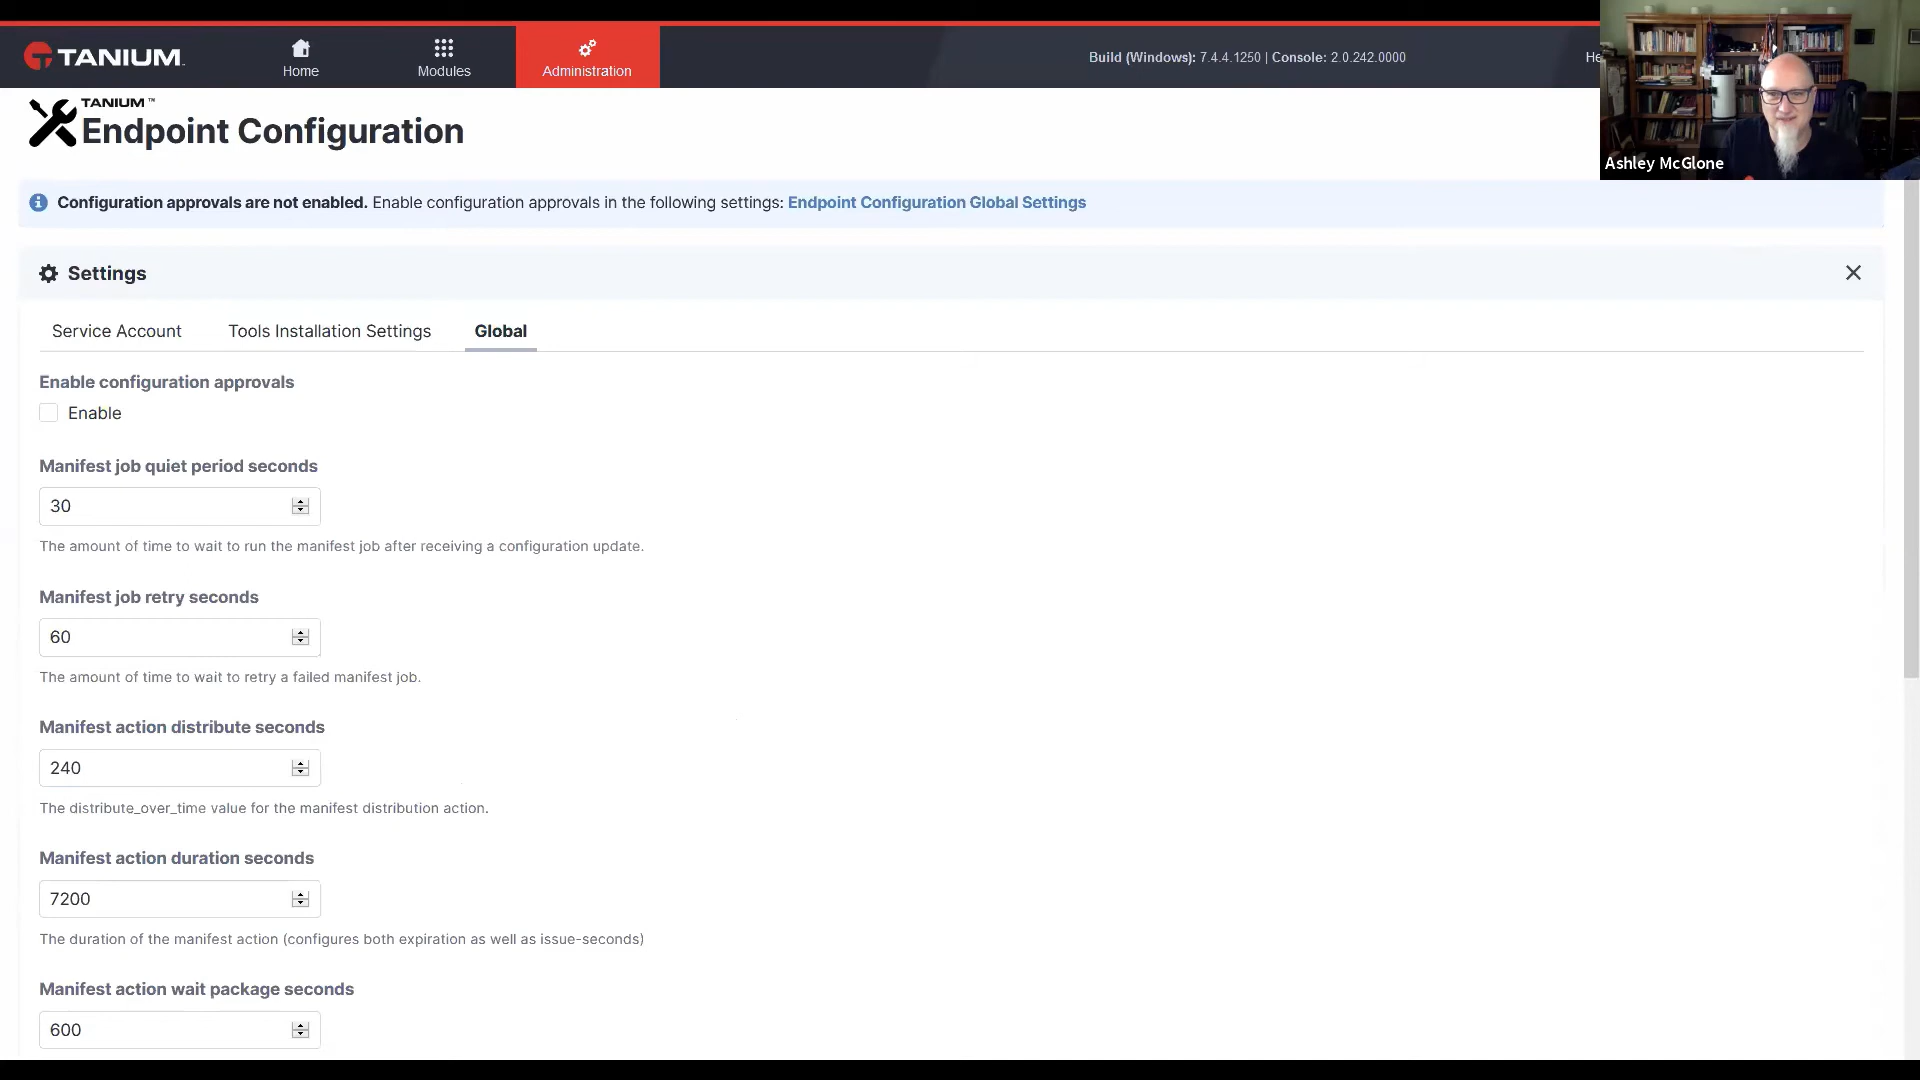 TANIUM
Home
Modules
Administration
Build (Windows): 7.4.4.1250 | Console: 2.0.242.0000
He
Ashley McGlone
TANIUM™
Endpoint Configuration
Configuration approvals are not enabled. Enable configuration approvals in the following settings: Endpoint Configuration Global Settings
Settings
Service Account
Tools Installation Settings
Global
Enable configuration approvals
Enable
Manifest job quiet period seconds
30
The amount of time to wait to run the manifest job after receiving a configuration update.
Manifest job retry seconds
60
The amount of time to wait to retry a failed manifest job.
Manifest action distribute seconds
240
The distribute_over_time value for the manifest distribution action.
Manifest action duration seconds
7200
The duration of the manifest action (configures both expiration as well as issue-seconds)
Manifest action wait package seconds
600